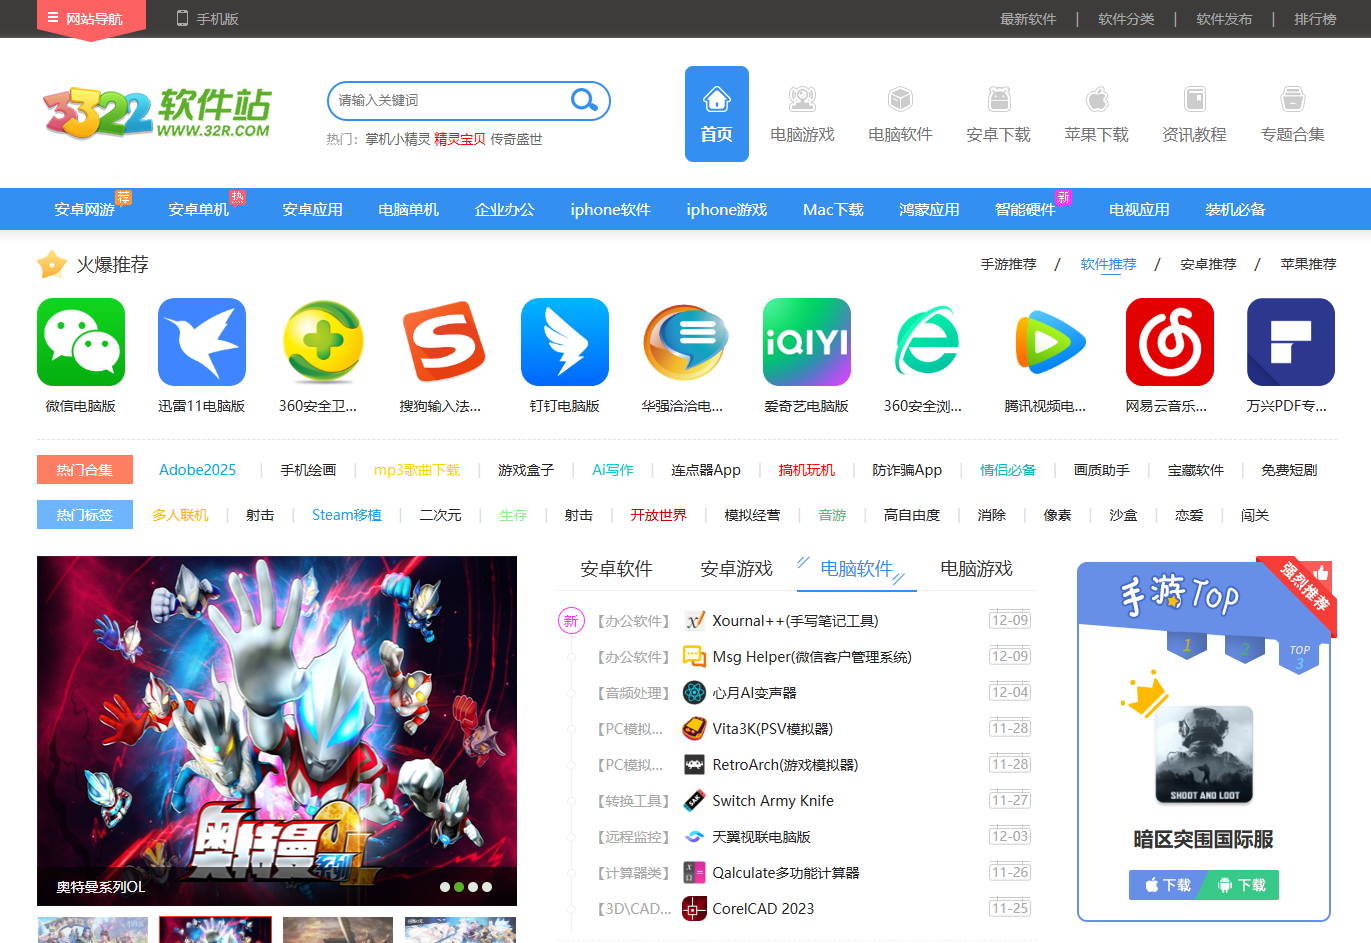 网站导航 手机版 最新软件 | 软件分类 | 软件发布 | 排行榜
3322 软件站
WWW.32R.COM
请输入关键词
热门：掌机小精灵 精灵宝贝 传奇盛世
首页 电脑游戏 电脑软件 安卓下载 苹果下载 资讯教程 专题合集
安卓网游 荐 安卓单机 热 安卓应用 电脑单机 企业办公 iphone软件 iphone游戏 Mac下载 鸿蒙应用 智能硬件 新 电视应用 装机必备
火爆推荐 手游推荐 / 软件推荐 / 安卓推荐 / 苹果推荐
iQIYI
微信电脑版 迅雷11电脑版 360安全卫... 搜狗输入法... 钉钉电脑版 华强洽洽电... 爱奇艺电脑版 360安全浏... 腾讯视频电... 网易云音乐... 万兴PDF专...
热门合集 Adobe2025 | 手机绘画 | mp3歌曲下载 | 游戏盒子 | Ai写作 | 连点器App | 搞机玩机 | 防诈骗App | 情侣必备 | 画质助手 | 宝藏软件 | 免费短剧
热门标签 多人联机 | 射击 | Steam移植 | 二次元 | 生存 | 射击 | 开放世界 | 模拟经营 | 音游 | 高自由度 | 消除 | 像素 | 沙盒 | 恋爱 | 闯关
奥特曼系列
奥特曼系列OL
安卓软件 安卓游戏 电脑软件 电脑游戏
新 【办公软件】 Xournal++(手写笔记工具) 12-09
【办公软件】 Msg Helper(微信客户管理系统) 12-09
【音频处理】 心月AI变声器 12-04
【PC模拟... Vita3K(PSV模拟器) 11-28
【PC模拟... RetroArch(游戏模拟器) 11-28
【转换工具】 Switch Army Knife 11-27
【远程监控】 天翼视联电脑版 12-03
【计算器类】 Qalculate多功能计算器 11-26
【3D\CAD... CorelCAD 2023 11-25
手游Top
强烈推荐
1 2 TOP 3
SHOOT AND LOOT
暗区突围国际服
下载 下载